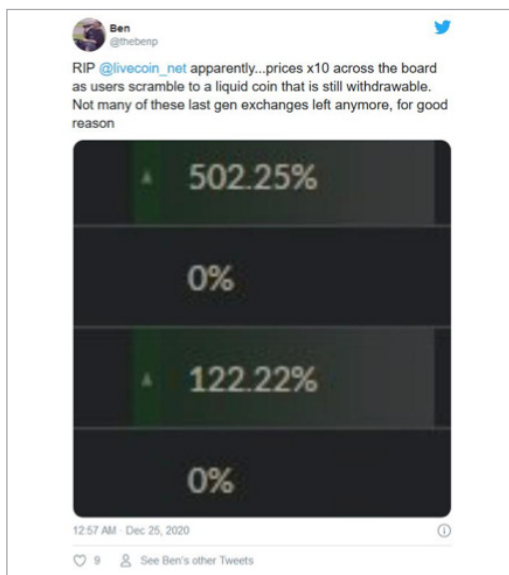 Ben
@thebenp
RIP @livecoin_net apparently...prices x10 across the board
as users scramble to a liquid coin that is still withdrawable.
Not many of these last gen exchanges left anymore, for good
reason
502.25%
0%
122.22%
0%
12:57 AM · Dec 25, 2020
9 See Ben's other Tweets